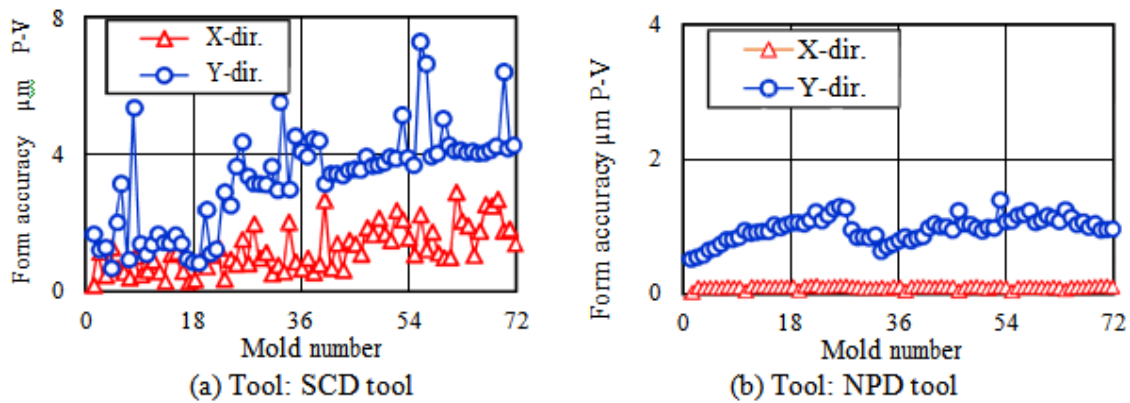 8
4
0
Form accuracy μm P-V
X-dir.
Y-dir.
0 18 36 54 72
Mold number
(a) Tool: SCD tool
4
2
0
Form accuracy μm P-V
X-dir.
Y-dir.
0 18 36 54 72
Mold number
(b) Tool: NPD tool